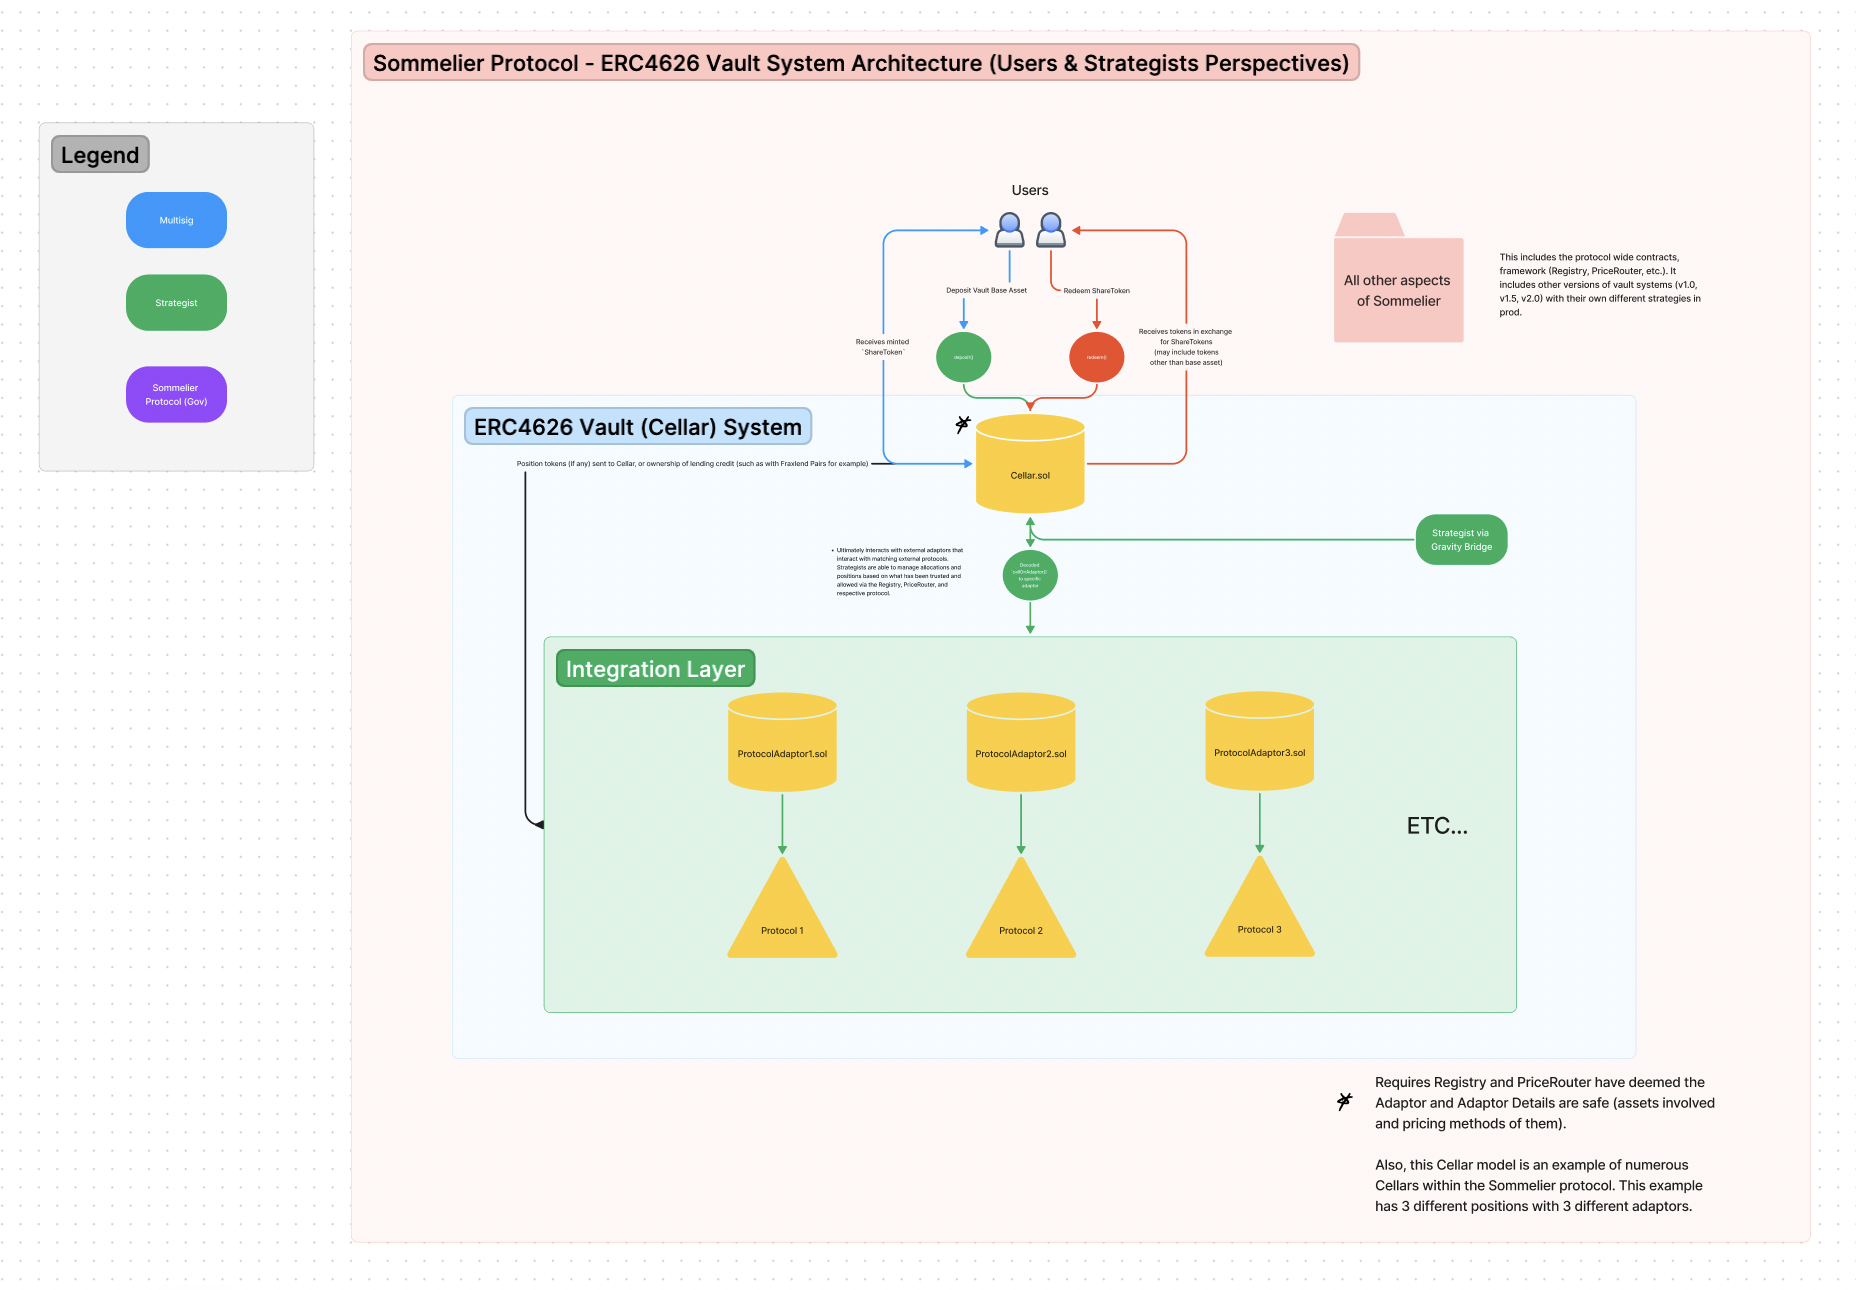 Sommelier Protocol - ERC4626 Vault System Architecture (Users & Strategists Perspectives)
Legend
Multisig
Strategist
Sommelier
Protocol (Gov)
Users
Deposit Vault Base Asset
Redeem ShareToken
Receives minted
`ShareToken`
deposit()
redeem()
Receives tokens in exchange
for ShareTokens
(may include tokens
other than base asset)
All other aspects
of Sommelier
This includes the protocol wide contracts,
framework (Registry, PriceRouter, etc.). It
includes other versions of vault systems (v1.0,
v1.5, v2.0) with their own different strategies in
prod.
ERC4626 Vault (Cellar) System
Position tokens (if any) sent to Cellar, or ownership of lending credit (such as with Fraxlend Pairs for example)
Cellar.sol
Strategist via
Gravity Bridge
• Ultimately interacts with external adaptors that
interact with matching external protocols.
Strategists are able to manage allocations and
positions based on what has been trusted and
allowed via the Registry, PriceRouter, and
respective protocol.
Decoded
`callOnAdaptor()`
to specific
adaptor
Integration Layer
ProtocolAdaptor1.sol
ProtocolAdaptor2.sol
ProtocolAdaptor3.sol
ETC...
Protocol 1
Protocol 2
Protocol 3
Requires Registry and PriceRouter have deemed the
Adaptor and Adaptor Details are safe (assets involved
and pricing methods of them).
Also, this Cellar model is an example of numerous
Cellars within the Sommelier protocol. This example
has 3 different positions with 3 different adaptors.